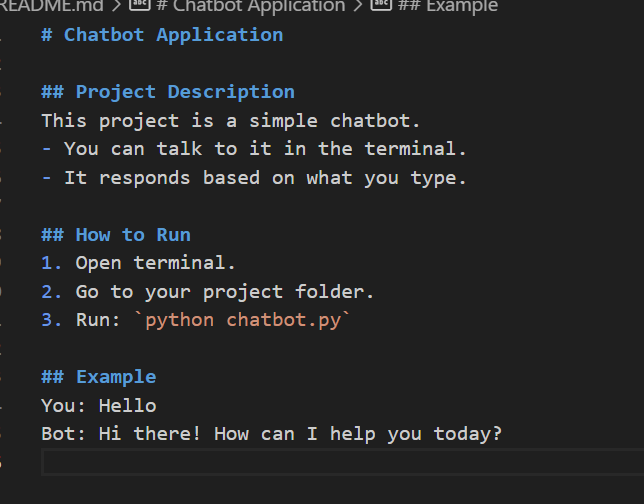 README.md > # Chatbot Application > ## Example
# Chatbot Application
## Project Description
This project is a simple chatbot.
- You can talk to it in the terminal.
- It responds based on what you type.
## How to Run
1. Open terminal.
2. Go to your project folder.
3. Run: `python chatbot.py`
## Example
You: Hello
Bot: Hi there! How can I help you today?